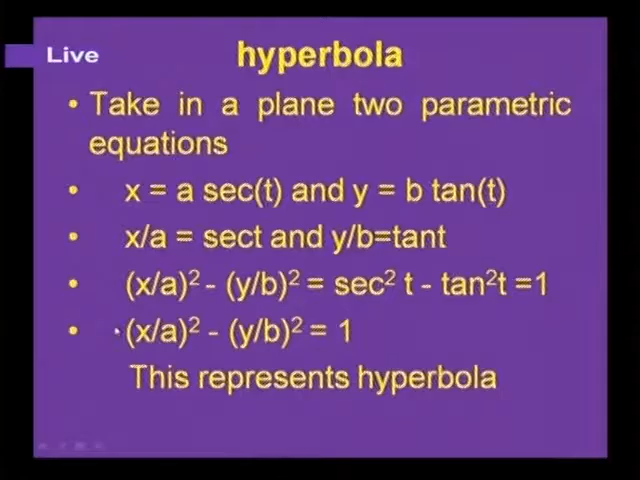 Live
hyperbola
• Take in a plane two parametric
equations
• x = a sec(t) and y = b tan(t)
• x/a = sect and y/b=tant
• (x/a)² - (y/b)² = sec² t - tan²t =1
• (x/a)² - (y/b)² = 1
This represents hyperbola